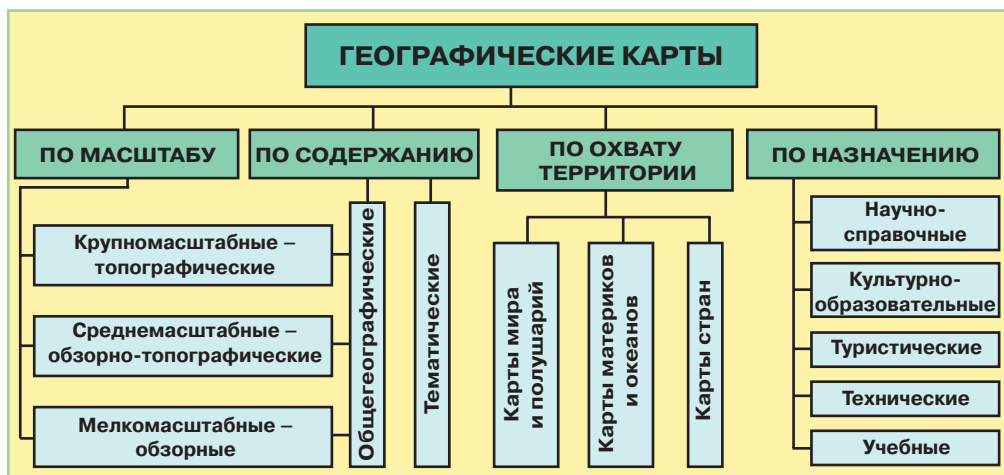 ГЕОГРАФИЧЕСКИЕ КАРТЫ
ПО МАСШТАБУ
Крупномасштабные –
топографические
Среднемасштабные –
обзорно-топографические
Мелкомасштабные –
обзорные
ПО СОДЕРЖАНИЮ
Общегеографические
Тематические
ПО ОХВАТУ
ТЕРРИТОРИИ
Карты мира
и полушарий
Карты материков
и океанов
Карты стран
ПО НАЗНАЧЕНИЮ
Научно-
справочные
Культурно-
образовательные
Туристические
Технические
Учебные